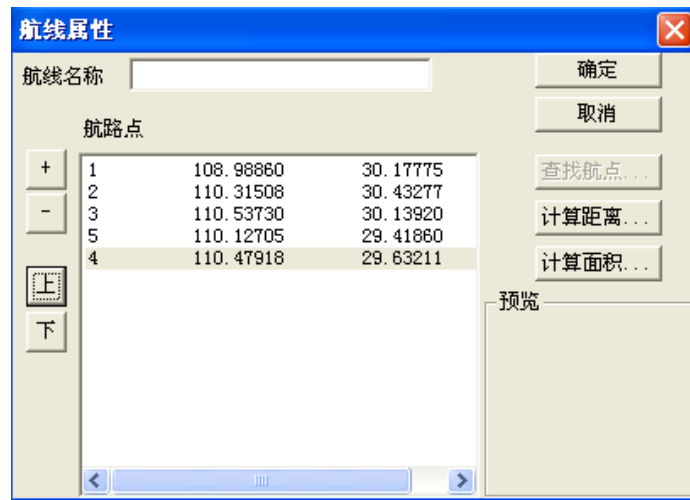 航线属性
航线名称
确定
取消
航路点
+
-
上
下
1 108.98860 30.17775
2 110.31508 30.43277
3 110.53730 30.13920
5 110.12705 29.41860
4 110.47918 29.63211
查找航点...
计算距离...
计算面积...
预览